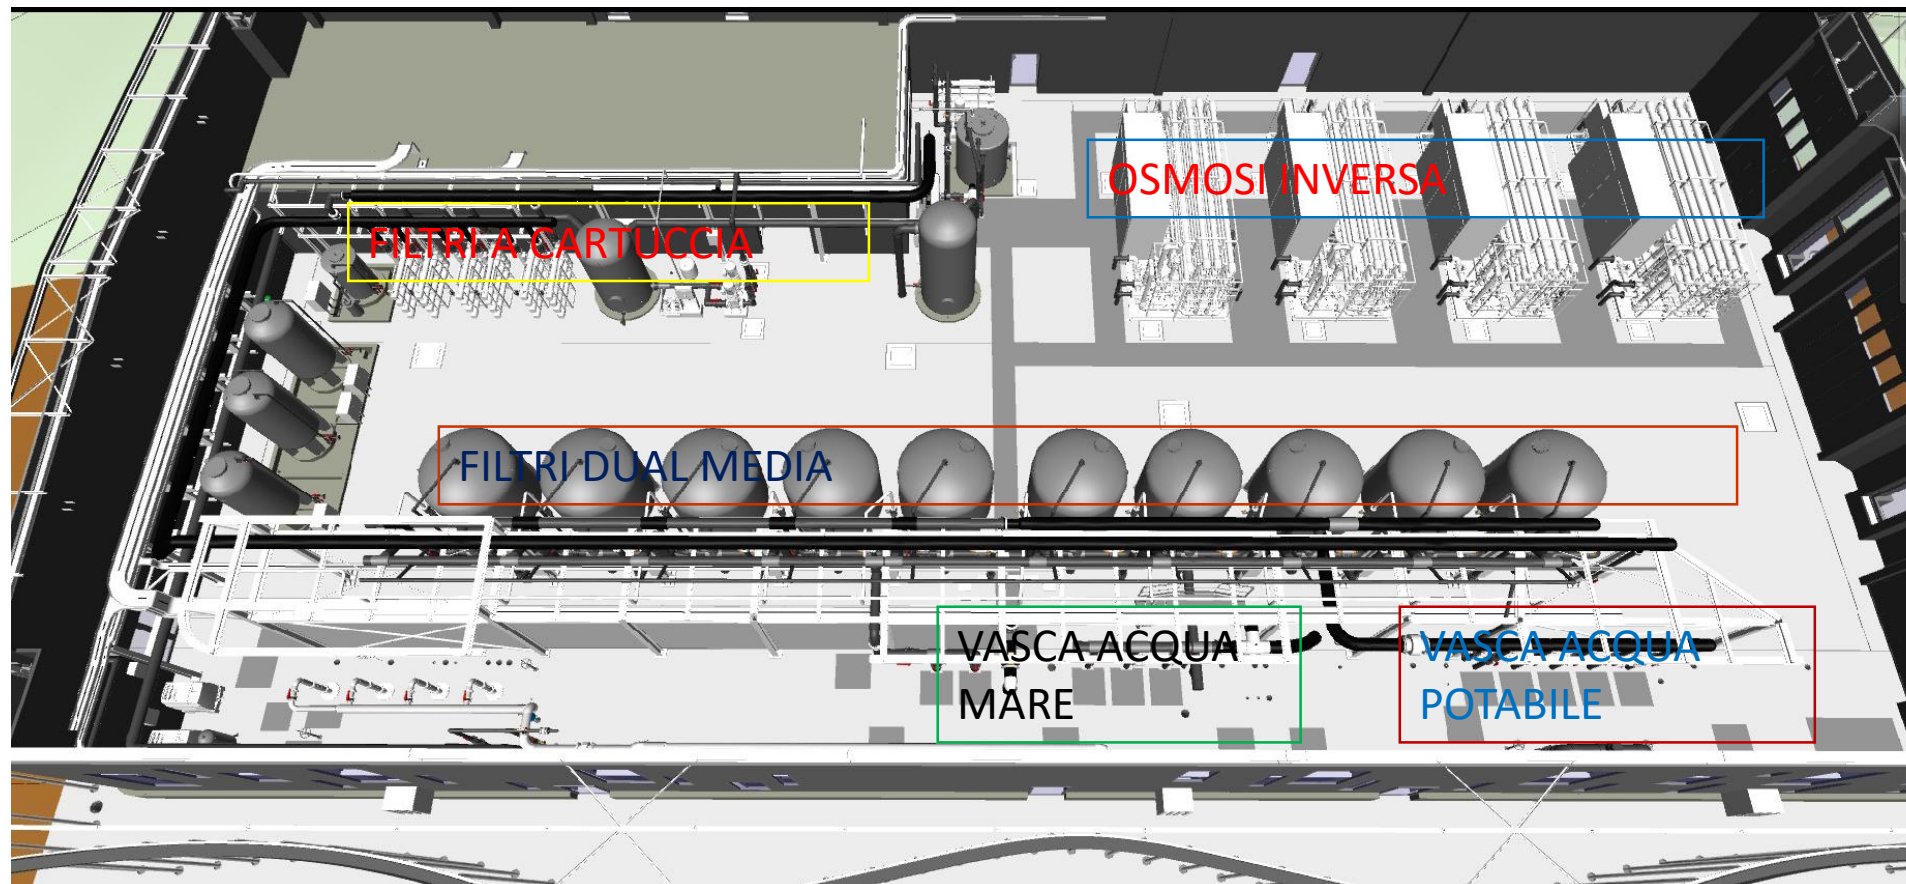 OSMOSI INVERSA
FILTRI A CARTUCCIA
FILTRI DUAL MEDIA
VASCA ACQUA
MARE
VASCA ACQUA
POTABILE